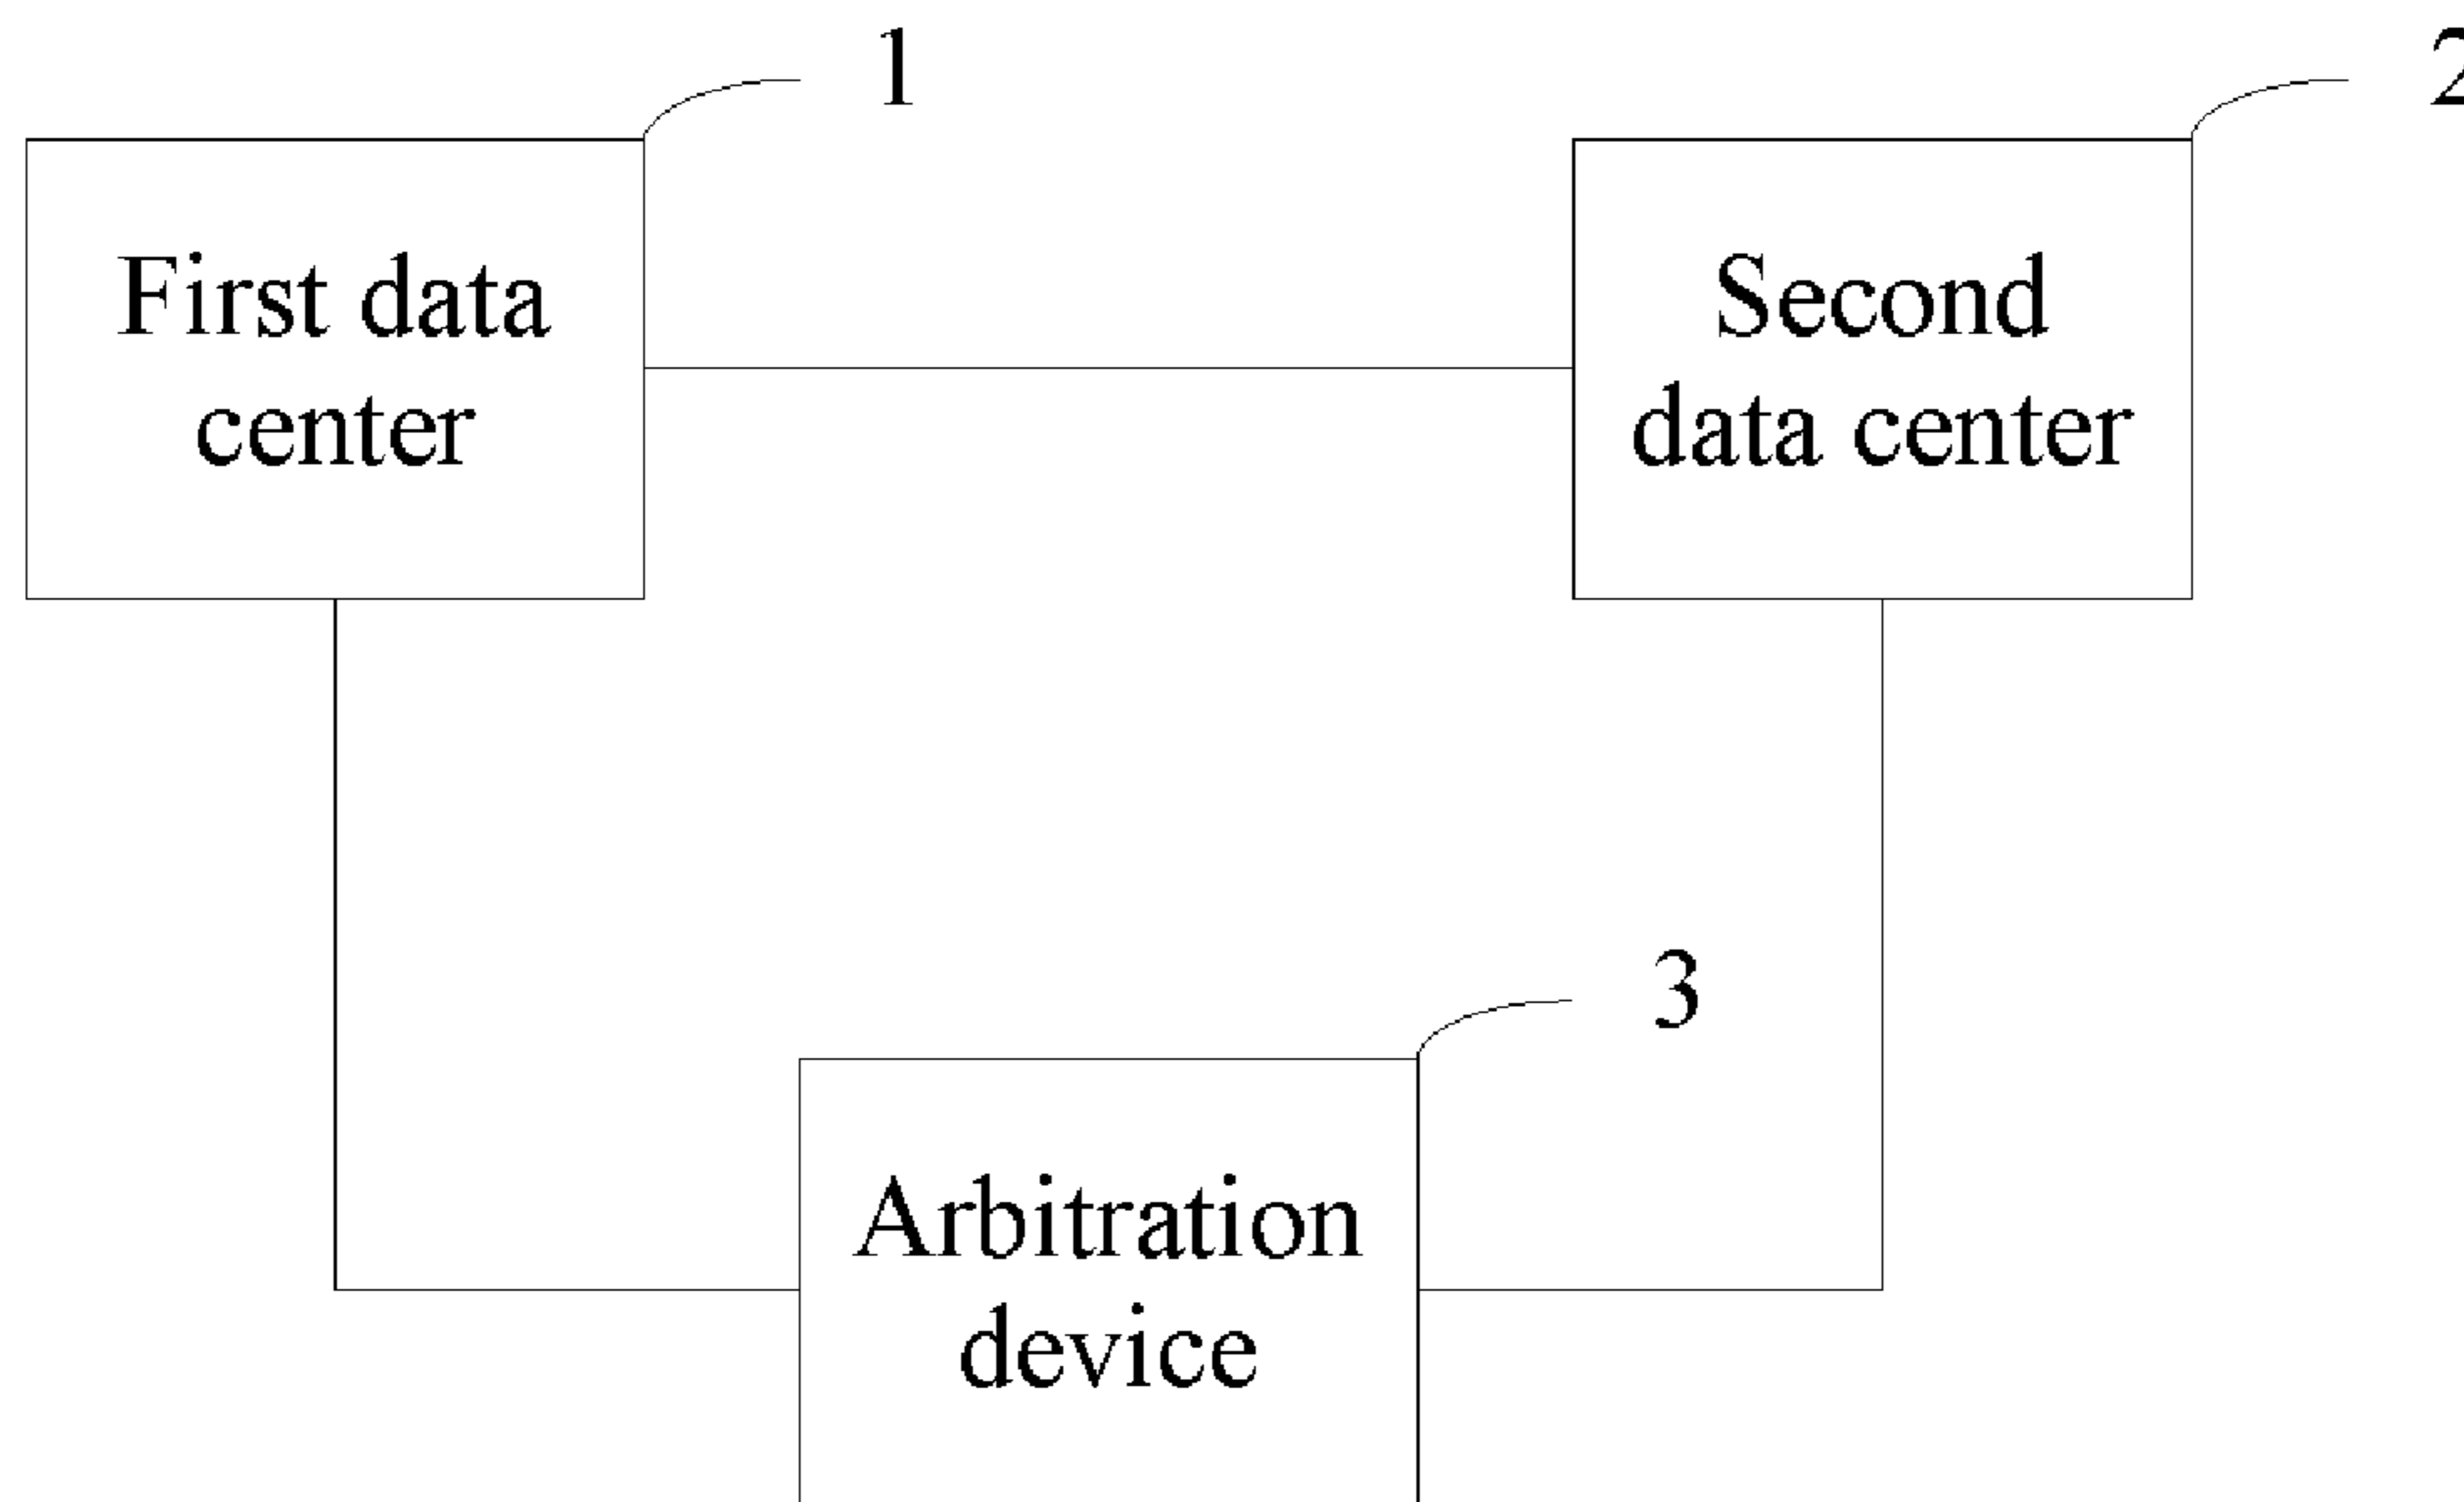 1
2
First data
center
Second
data center
3
Arbitration
device